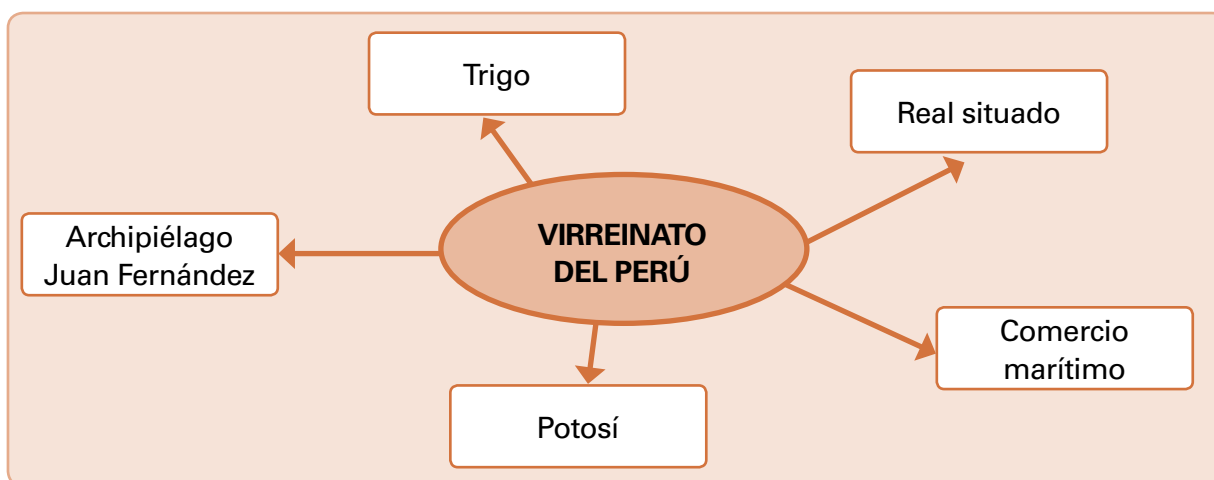 Trigo
Real situado
Archipiélago
Juan Fernández
VIRREINATO
DEL PERÚ
Comercio
marítimo
Potosí